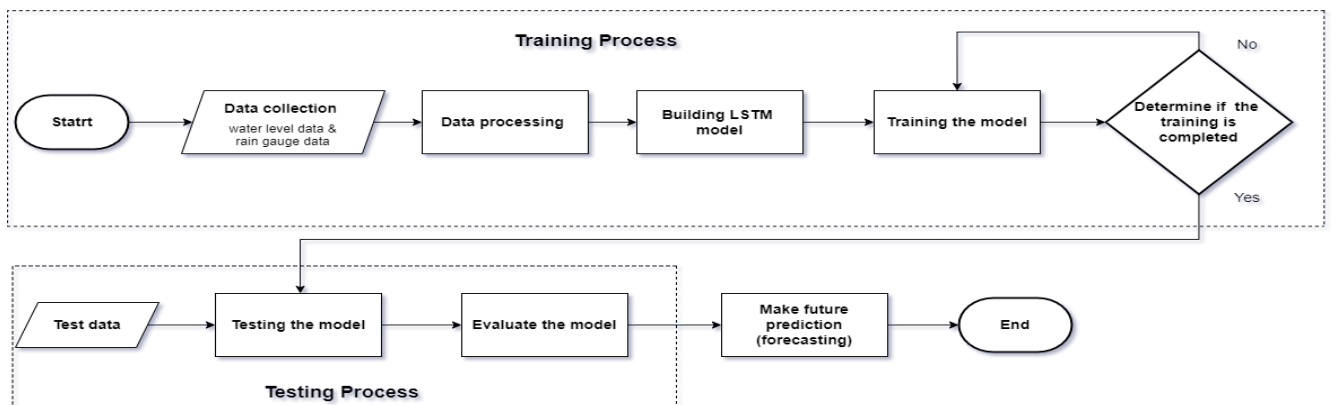 Training Process
No
Statrt
Data collection
water level data &
rain gauge data
Data processing
Building LSTM
model
Training the model
Determine if the
training is
completed
Yes
Test data
Testing the model
Evaluate the model
Make future
prediction
(forecasting)
End
Testing Process